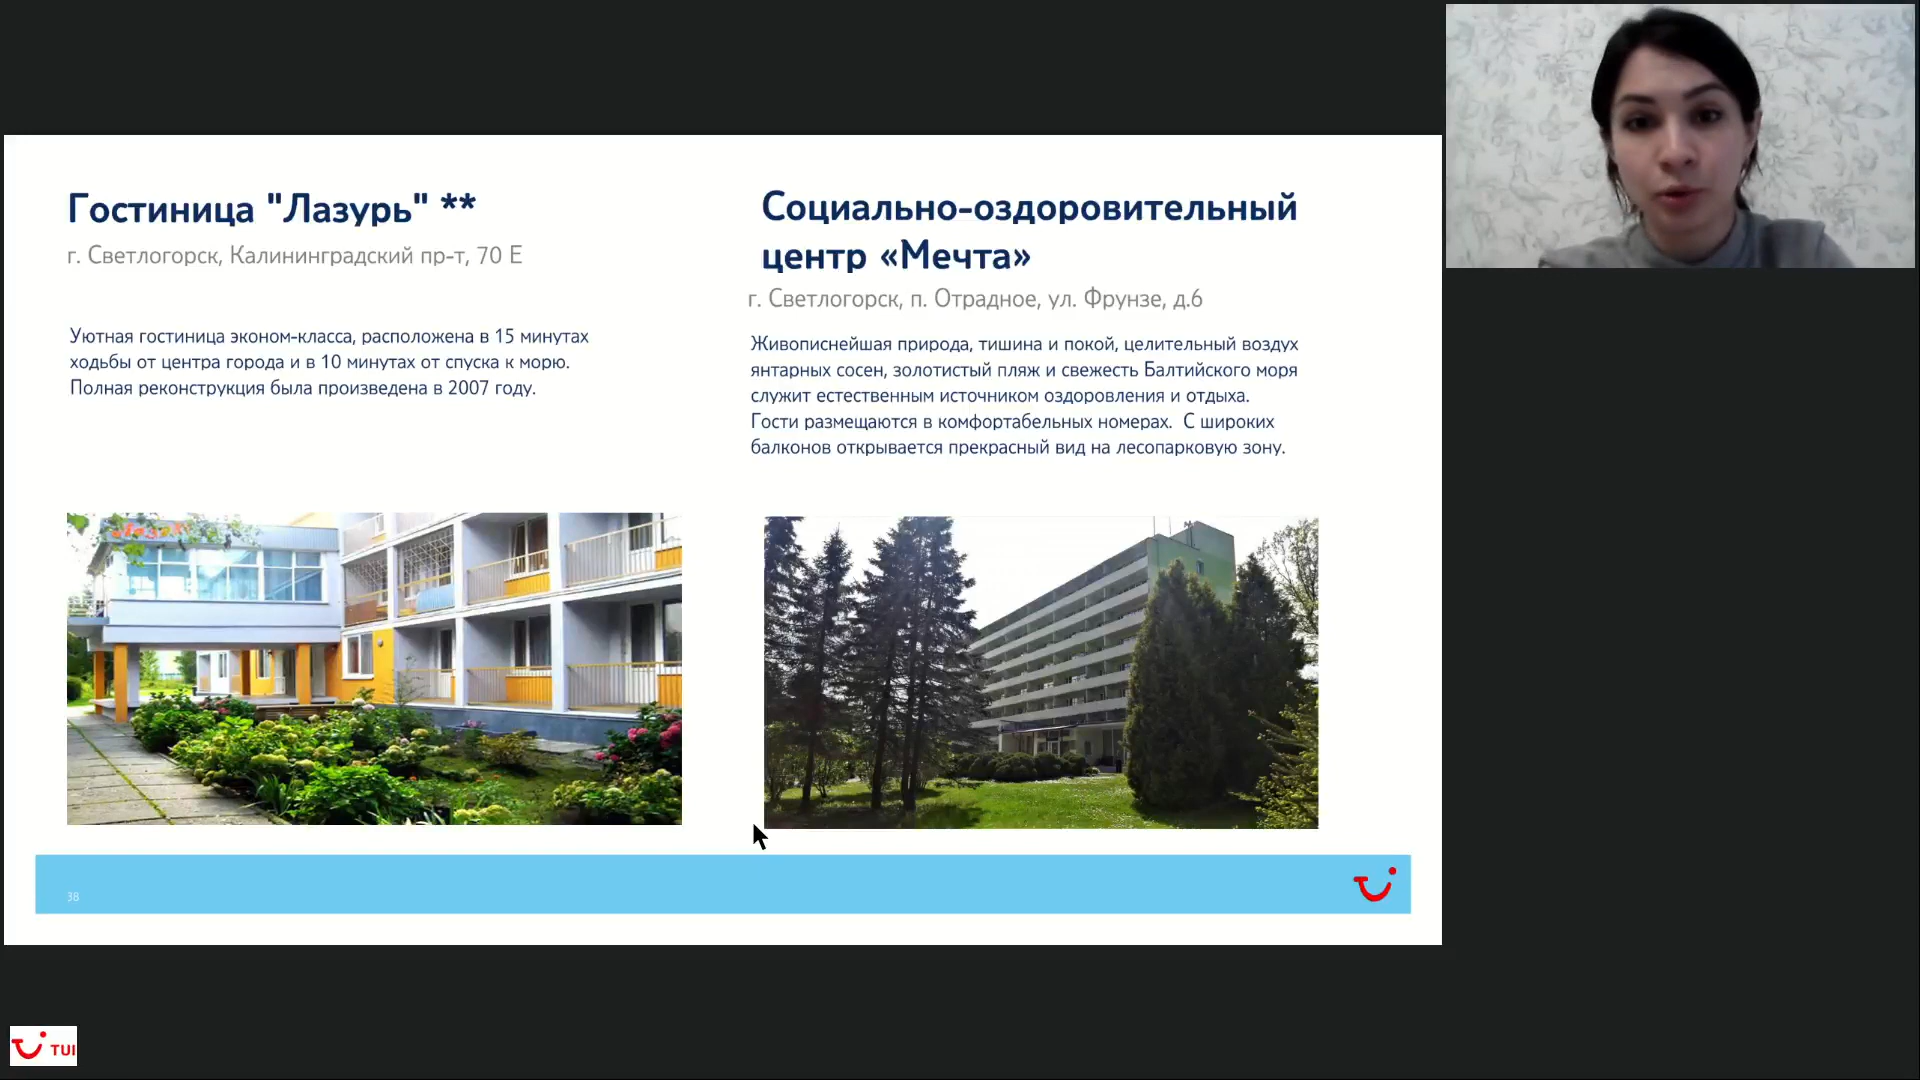 Гостиница "Лазурь" **
г. Светлогорск, Калининградский пр-т, 70 Е
Уютная гостиница эконом-класса, расположена в 15 минутах
ходьбы от центра города и в 10 минутах от спуска к морю.
Полная реконструкция была произведена в 2007 году.
Социально-оздоровительный
центр «Мечта»
г. Светлогорск, п. Отрадное, ул. Фрунзе, д.6
Живописнейшая природа, тишина и покой, целительный воздух
янтарных сосен, золотистый пляж и свежесть Балтийского моря
служит естественным источником оздоровления и отдыха.
Гости размещаются в комфортабельных номерах. С широких
балконов открывается прекрасный вид на лесопарковую зону.
38
TUI